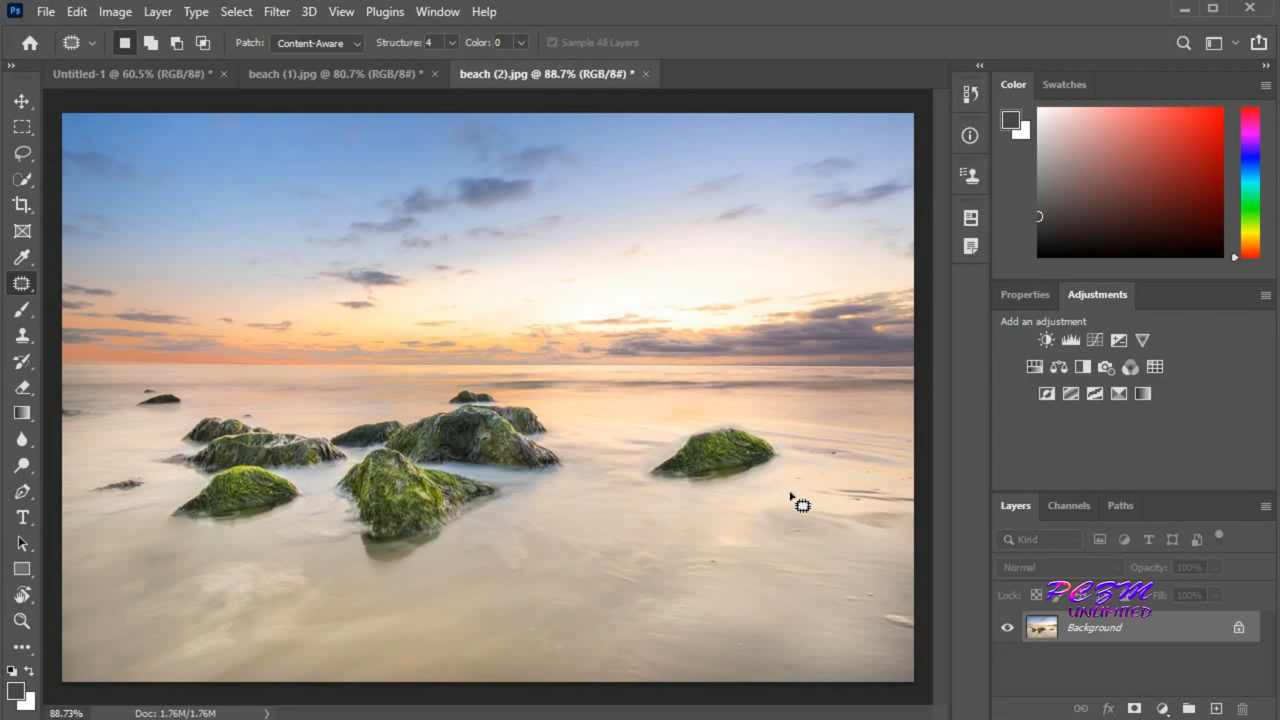 Ps File Edit Image Layer Type Select Filter 3D View Plugins Window Help
Patch: Content-Aware Structure: 4 Color: 0 Sample All Layers
Untitled-1 @ 60.5% (RGB/8#) * × beach (1).jpg @ 80.7% (RGB/8#) * × beach (2).jpg @ 88.7% (RGB/8#) * ×
Color Swatches
Properties Adjustments
Add an adjustment
Layers Channels Paths
Kind
Normal Opacity: 100%
Lock: Fill: 100%
PCZM
UNLIMITED
Background
88.73% Doc: 1.76M/1.76M